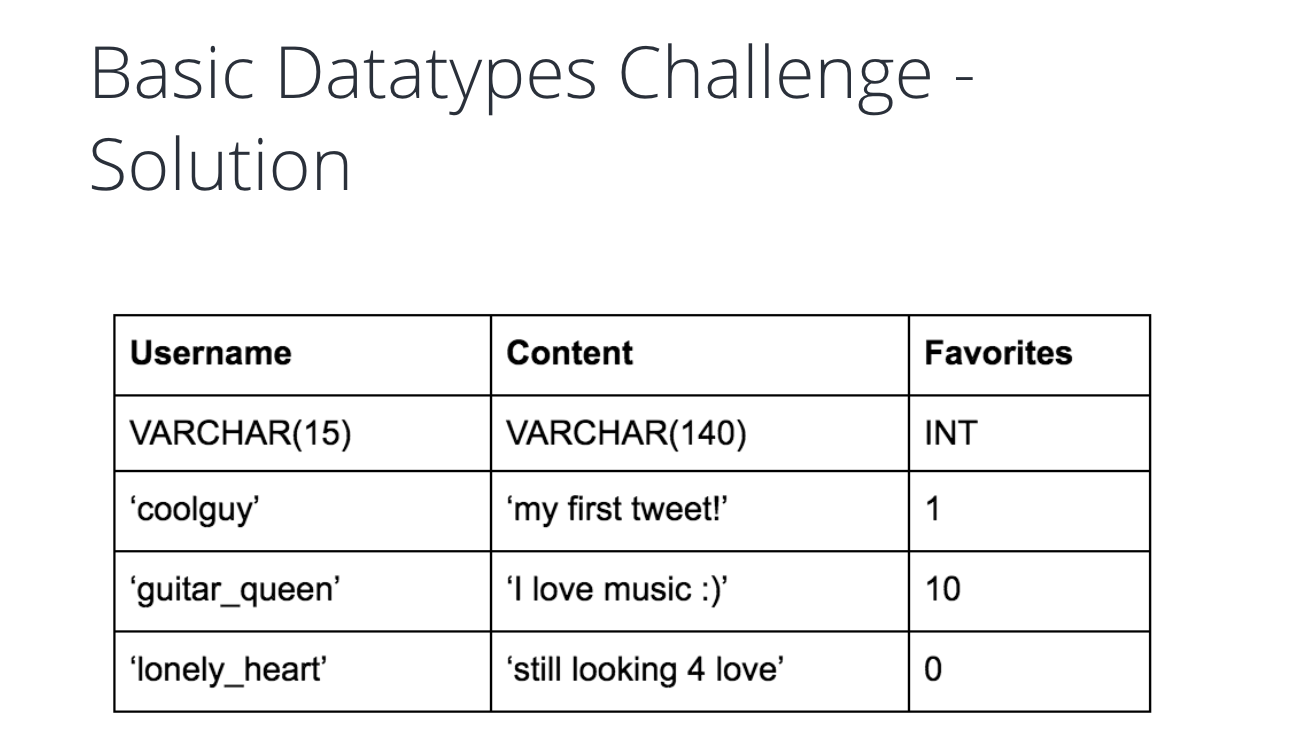 Basic Datatypes Challenge -
Solution
Username Content Favorites
VARCHAR(15) VARCHAR(140) INT
‘coolguy’ ‘my first tweet!’ 1
‘guitar_queen’ ‘I love music :)’ 10
‘lonely_heart’ ‘still looking 4 love’ 0